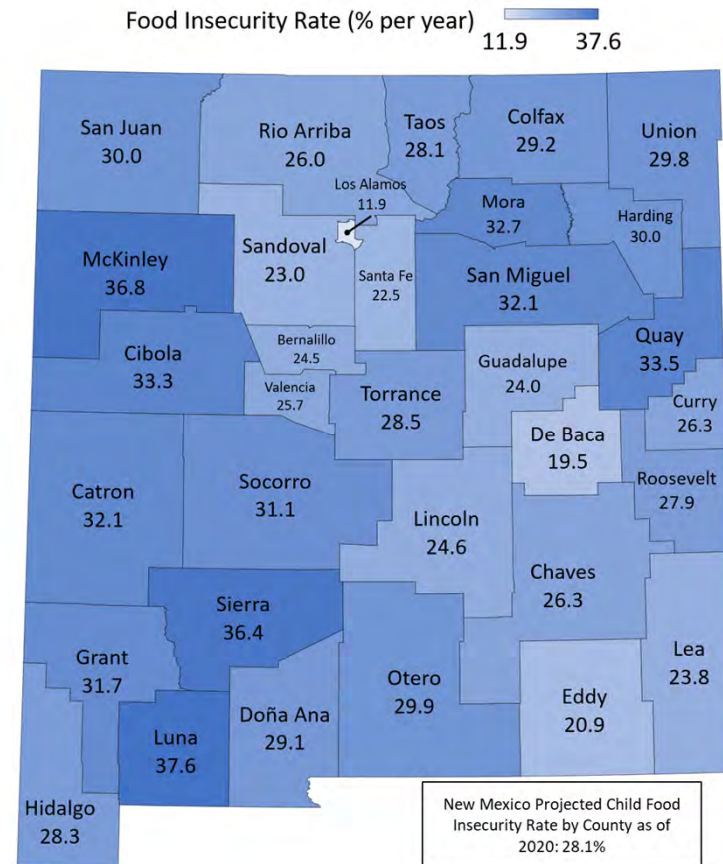 Food Insecurity Rate (% per year)
11.9 37.6
San Juan
30.0
Rio Arriba
26.0
Taos
28.1
Colfax
29.2
Union
29.8
Los Alamos
11.9
Mora
32.7
Harding
30.0
McKinley
36.8
Sandoval
23.0
Santa Fe
22.5
San Miguel
32.1
Quay
33.5
Cibola
33.3
Bernalillo
24.5
Valencia
25.7
Torrance
28.5
Guadalupe
24.0
Curry
26.3
De Baca
19.5
Catron
32.1
Socorro
31.1
Lincoln
24.6
Roosevelt
27.9
Chaves
26.3
Sierra
36.4
Grant
31.7
Luna
37.6
Doña Ana
29.1
Otero
29.9
Eddy
20.9
Lea
23.8
Hidalgo
28.3
New Mexico Projected Child Food
Insecurity Rate by County as of
2020: 28.1%